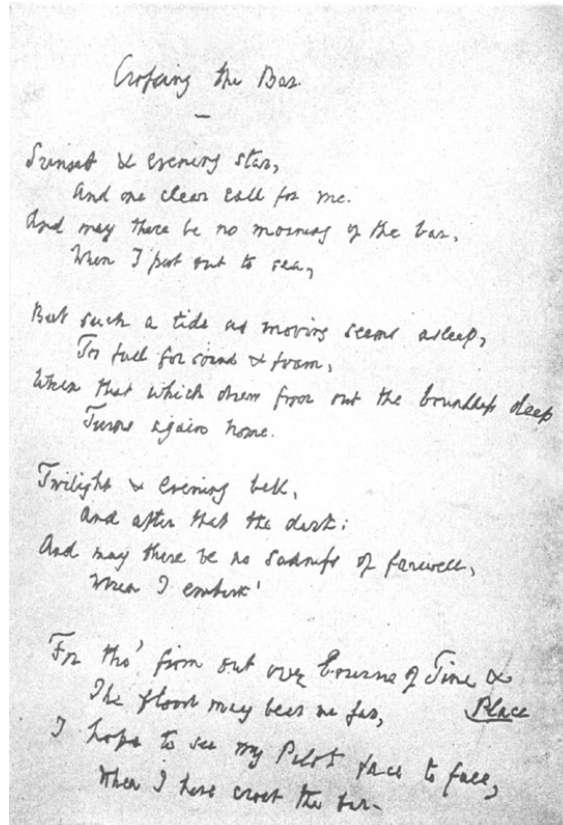 Crossing the Bar.
Sunset & evening star,
And one clear call for me.
And may there be no moaning of the bar,
When I put out to sea,
But such a tide as moving seems asleep,
Too full for sound & foam,
When that which drew from out the boundless deep
Turns again home.
Twilight & evening bell,
And after that the dark;
And may there be no sadness of farewell,
When I embark!
For tho' from out our bourne of Time &
Place
The flood may bear me far,
I hope to see my Pilot face to face,
When I have crost the bar.